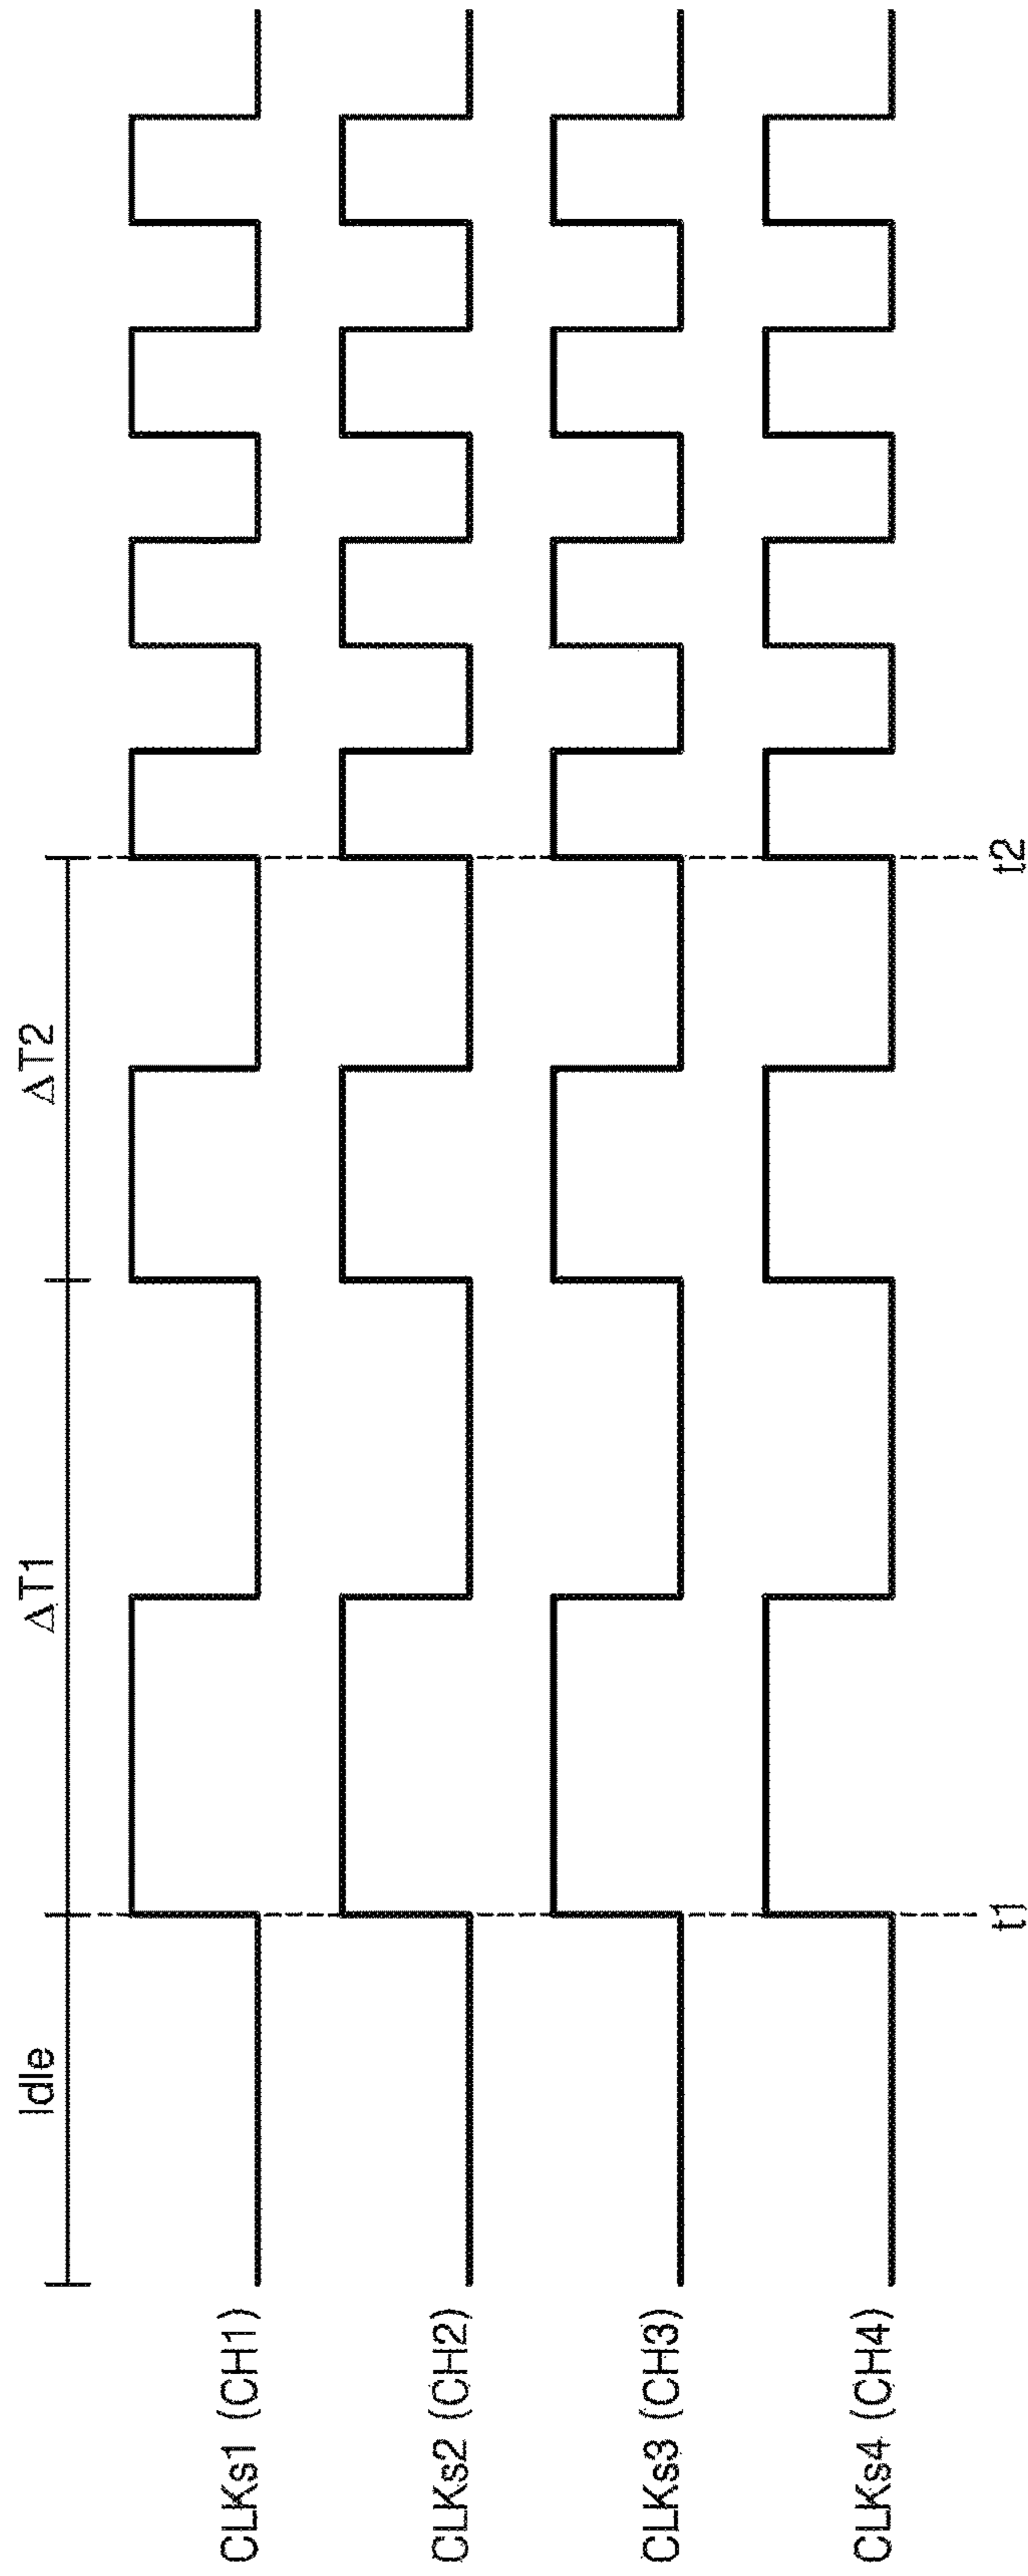 Idle
ΔT1
ΔT2
CLKs1 (CH1)
CLKs2 (CH2)
CLKs3 (CH3)
CLKs4 (CH4)
t1
t2